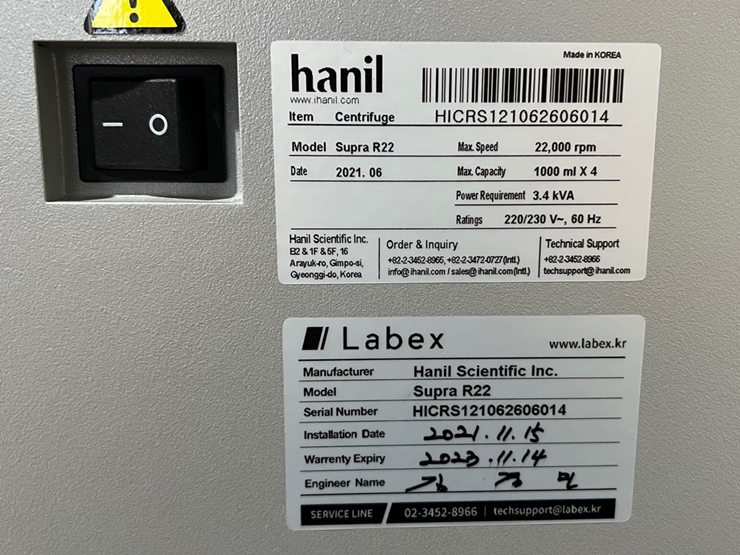 — O
hanil
www.ihanil.com
Made in KOREA
Item Centrifuge HICRS121062606014
Model Supra R22 Max. Speed 22,000 rpm
Date 2021. 06 Max. Capacity 1000 ml X 4
Power Requirement 3.4 kVA
Ratings 220/230 V~, 60 Hz
Hanil Scientific Inc.
B2 & 1F & 5F, 16
Arayuk-ro, Gimpo-si,
Gyeonggi-do, Korea
Order & Inquiry
+82-2-3452-8965, +82-2-3472-0727(Intl.)
info@ihanil.com / sales@ihanil.com(Intl.)
Technical Support
+82-2-3452-8966
techsupport@ihanil.com
Labex www.labex.kr
Manufacturer Hanil Scientific Inc.
Model Supra R22
Serial Number HICRS121062606014
Installation Date 2021.11.15
Warrenty Expiry 2023.11.14
Engineer Name
SERVICE LINE 02-3452-8966 | techsupport@labex.kr